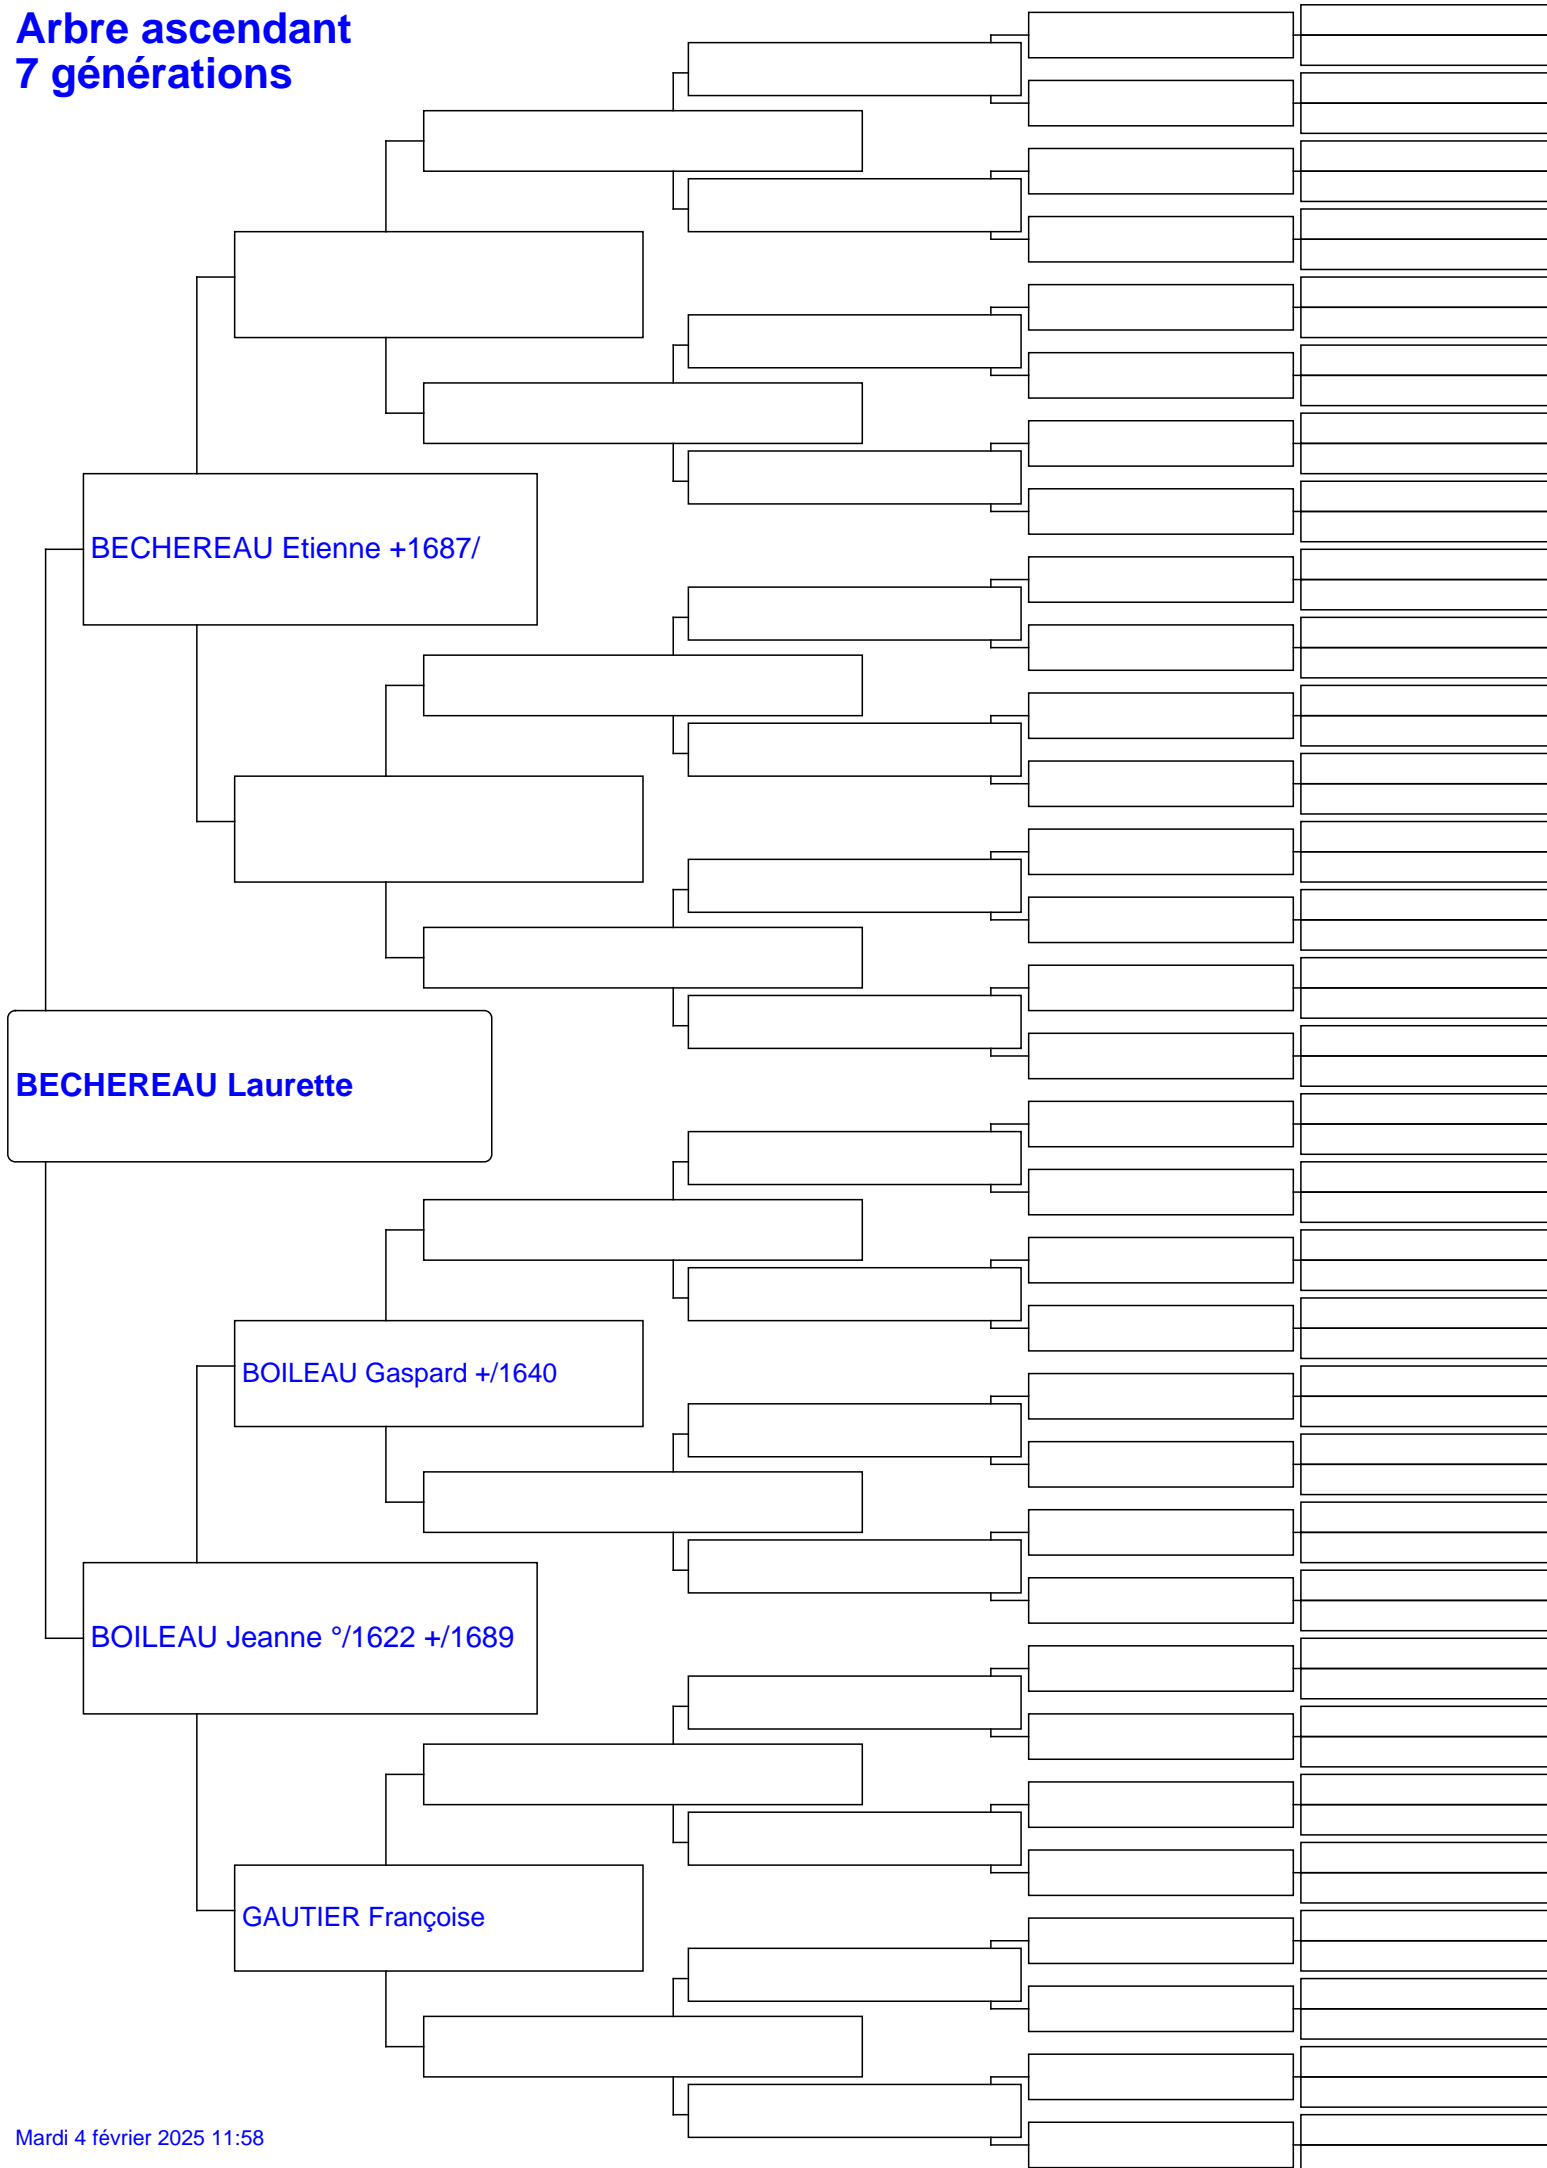 Arbre ascendant
7 générations
BECHEREAU Etienne +1687/
BECHEREAU Laurette
BOILEAU Gaspard +/1640
BOILEAU Jeanne °/1622 +/1689
GAUTIER Françoise
Mardi 4 février 2025 11:58